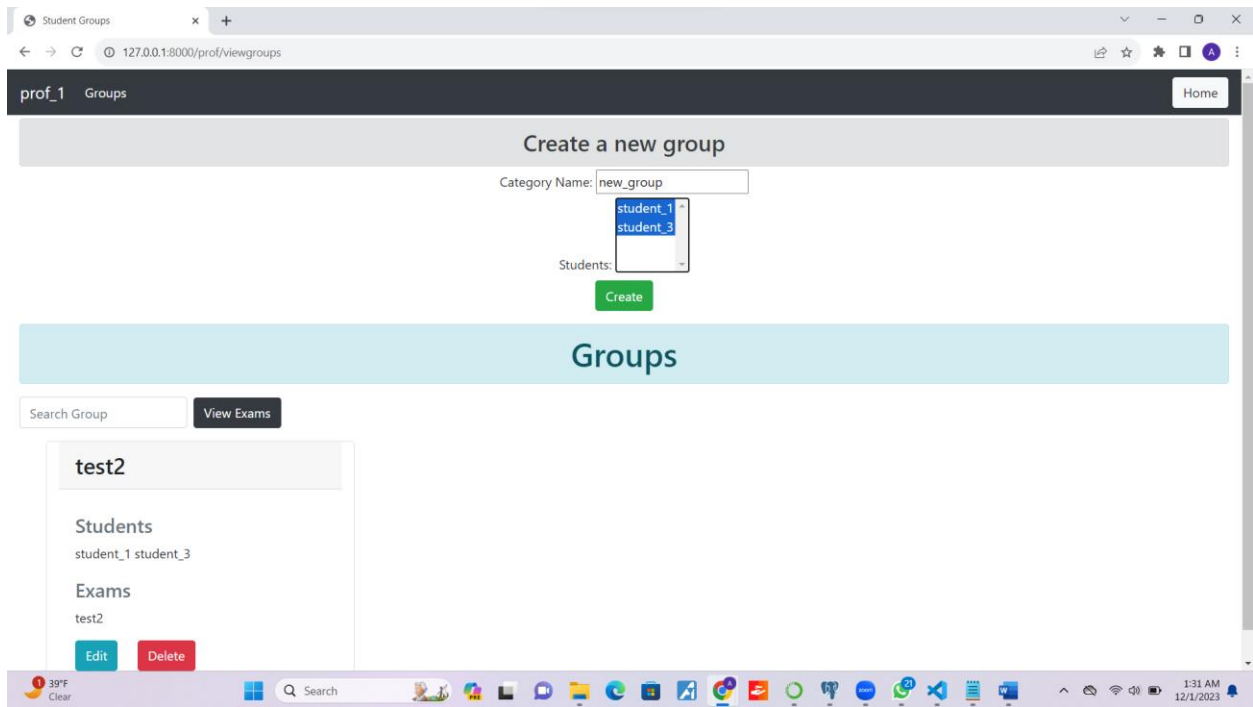 Student Groups
127.0.0.1:8000/prof/viewgroups
A
prof_1 Groups Home
Create a new group
Category Name: new_group
student_1
student_3
Students:
Create
Groups
Search Group View Exams
test2
Students
student_1 student_3
Exams
test2
Edit Delete
1 39°F
Clear
Search
21
1:31 AM
12/1/2023